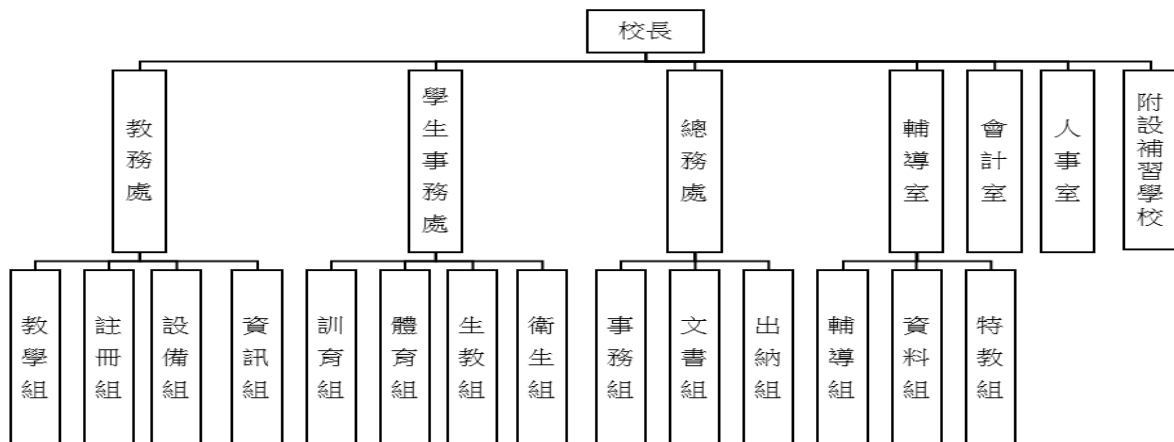 校長
教務處
學生事務處
總務處
輔導室
會計室
人事室
附設補習學校
教學組
註冊組
設備組
資訊組
訓育組
體育組
生教組
衛生組
事務組
文書組
出納組
輔導組
資料組
特教組